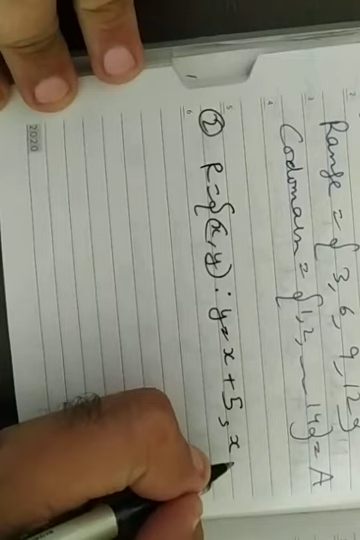 Range = {3, 6, 9, 12}
Codomain = {1, 2, — 14} = A
② R = {(x, y) : y = x + 5, x
2020